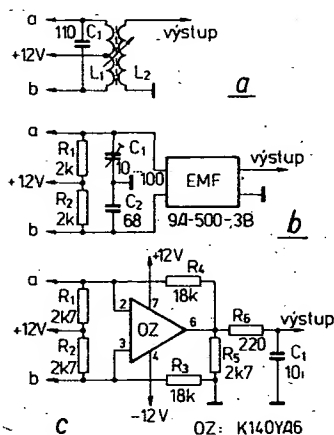 a
110
C1
výstup
+12V
L1
L2
b
a
a
R1
2k
C1
10
100
výstup
+12V
EMF
R2
2k
C2
68
9Д-500-3В
b
b
+12V
R4
a
18k
R1
2k7
2
7
OZ
6
R6
výstup
+12V
220
R2
2k7
3
4
R5
2k7
C1
10n
b
R3
18k
-12V
c
OZ: K140YA6